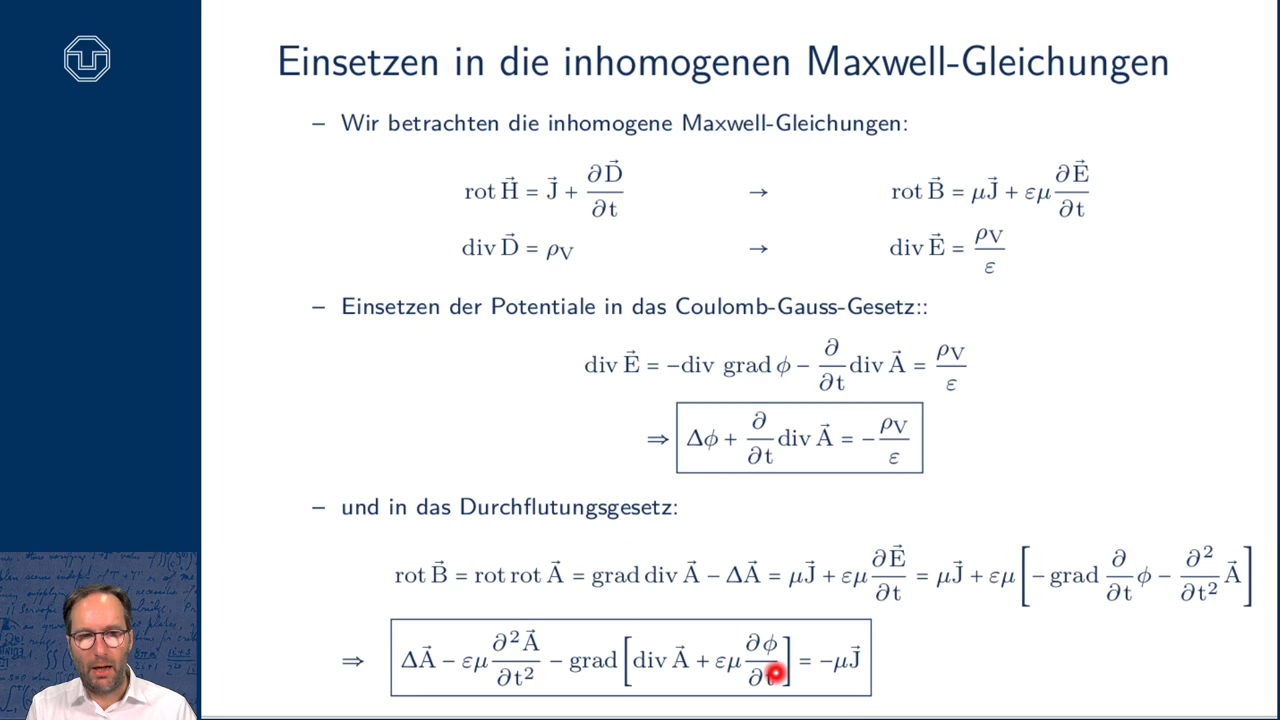 Einsetzen in die inhomogenen Maxwell-Gleichungen
– Wir betrachten die inhomogene Maxwell-Gleichungen:
rot H⃗ = J⃗ + ∂D⃗/∂t → rot B⃗ = μJ⃗ + εμ ∂E⃗/∂t
div D⃗ = ρV → div E⃗ = ρV/ε
– Einsetzen der Potentiale in das Coulomb-Gauss-Gesetz::
div E⃗ = −div grad ϕ − ∂/∂t div A⃗ = ρV/ε
⇒ Δϕ + ∂/∂t div A⃗ = −ρV/ε
– und in das Durchflutungsgesetz:
rot B⃗ = rot rot A⃗ = grad div A⃗ − ΔA⃗ = μJ⃗ + εμ ∂E⃗/∂t = μJ⃗ + εμ[−grad ∂/∂t ϕ − ∂²/∂t² A⃗]
⇒ ΔA⃗ − εμ ∂²A⃗/∂t² − grad[div A⃗ + εμ ∂ϕ/∂t] = −μJ⃗